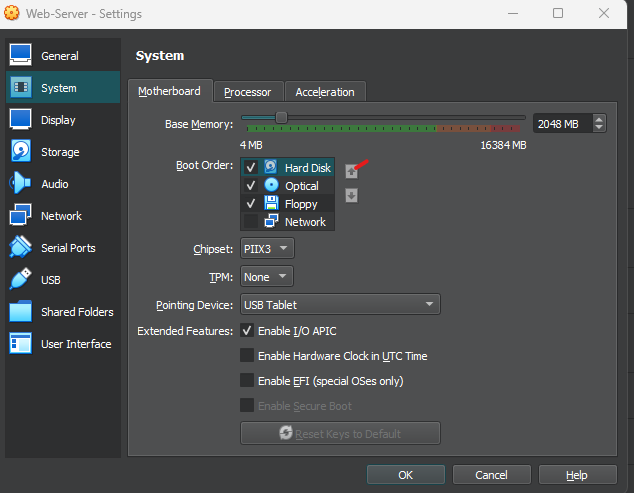 Web-Server - Settings
General
System
Display
Storage
Audio
Network
Serial Ports
USB
Shared Folders
User Interface
System
Motherboard Processor Acceleration
Base Memory: 2048 MB
4 MB 16384 MB
Boot Order: Hard Disk
Optical
Floppy
Network
Chipset: PIIX3
TPM: None
Pointing Device: USB Tablet
Extended Features: Enable I/O APIC
Enable Hardware Clock in UTC Time
Enable EFI (special OSes only)
Enable Secure Boot
Reset Keys to Default
OK Cancel Help